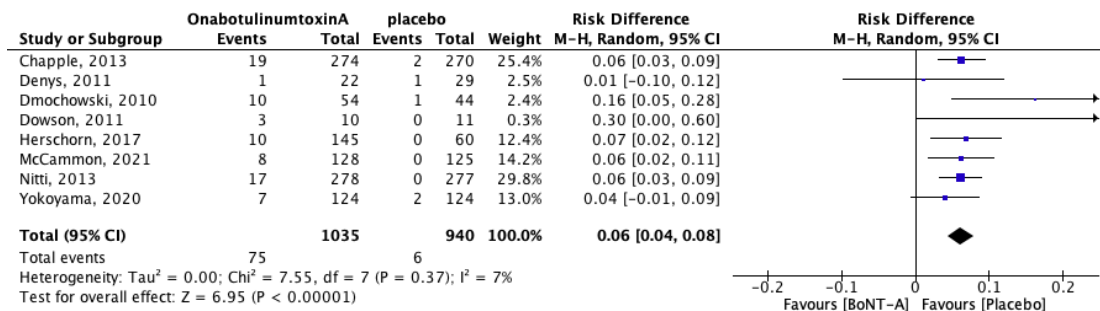 OnabotulinumtoxinA placebo Risk Difference Risk Difference
Study or Subgroup Events Total Events Total Weight M-H, Random, 95% CI M-H, Random, 95% CI
Chapple, 2013 19 274 2 270 25.4% 0.06 [0.03, 0.09]
Denys, 2011 1 22 1 29 2.5% 0.01 [-0.10, 0.12]
Dmochowski, 2010 10 54 1 44 2.4% 0.16 [0.05, 0.28]
Dowson, 2011 3 10 0 11 0.3% 0.30 [0.00, 0.60]
Herschorn, 2017 10 145 0 60 12.4% 0.07 [0.02, 0.12]
McCammon, 2021 8 128 0 125 14.2% 0.06 [0.02, 0.11]
Nitti, 2013 17 278 0 277 29.8% 0.06 [0.03, 0.09]
Yokoyama, 2020 7 124 2 124 13.0% 0.04 [-0.01, 0.09]
Total (95% CI) 1035 940 100.0% 0.06 [0.04, 0.08]
Total events 75 6
Heterogeneity: Tau² = 0.00; Chi² = 7.55, df = 7 (P = 0.37); I² = 7%
Test for overall effect: Z = 6.95 (P < 0.00001)
-0.2 -0.1 0 0.1 0.2
Favours [BoNT-A] Favours [Placebo]